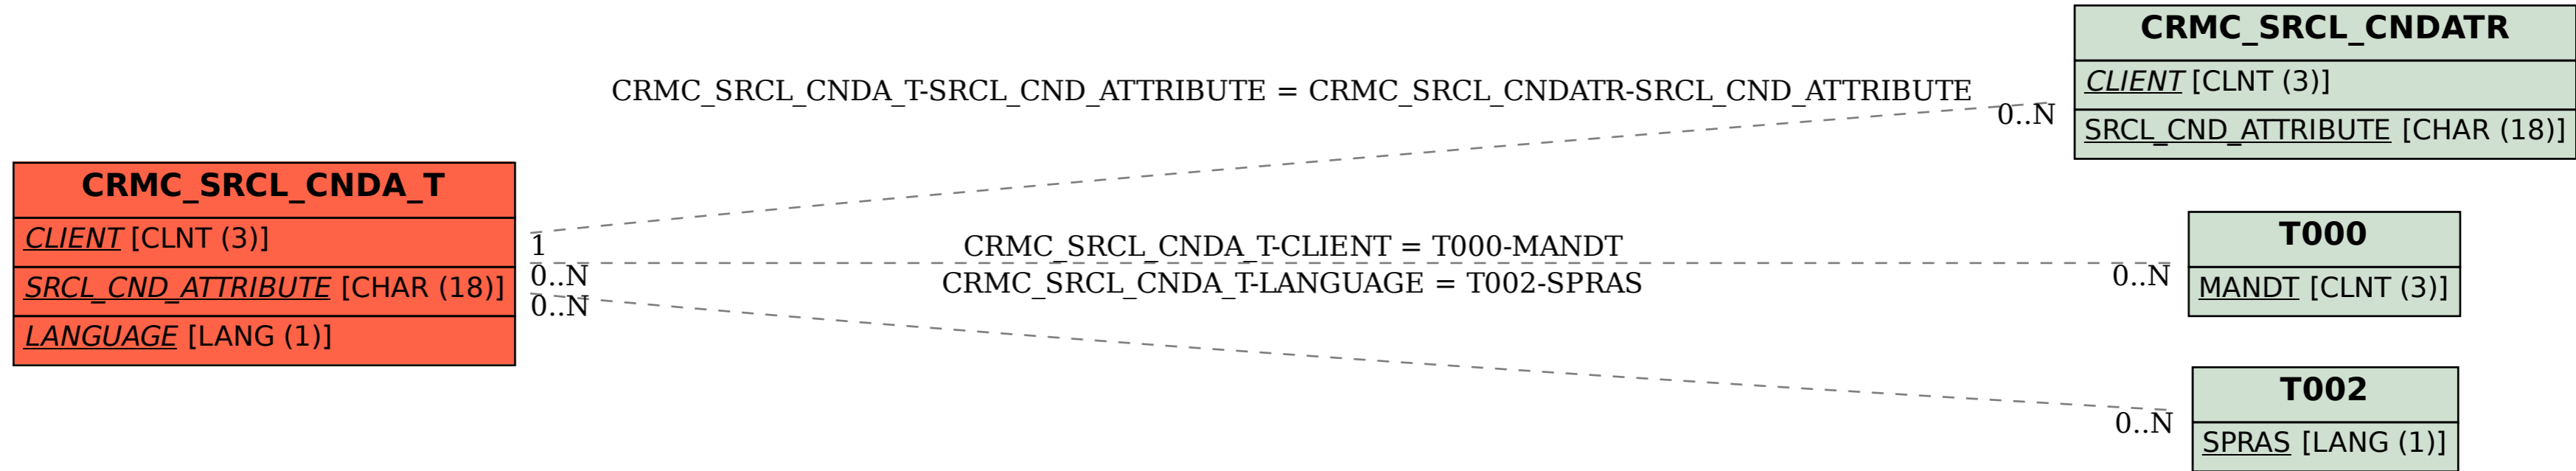 CRMC_SRCL_CNDATR
CLIENT [CLNT (3)]
SRCL_CND_ATTRIBUTE [CHAR (18)]
CRMC_SRCL_CNDA_T-SRCL_CND_ATTRIBUTE = CRMC_SRCL_CNDATR-SRCL_CND_ATTRIBUTE
0..N
CRMC_SRCL_CNDA_T
CLIENT [CLNT (3)]
SRCL_CND_ATTRIBUTE [CHAR (18)]
LANGUAGE [LANG (1)]
1
0..N
0..N
CRMC_SRCL_CNDA_T-CLIENT = T000-MANDT
CRMC_SRCL_CNDA_T-LANGUAGE = T002-SPRAS
0..N
T000
MANDT [CLNT (3)]
0..N
T002
SPRAS [LANG (1)]